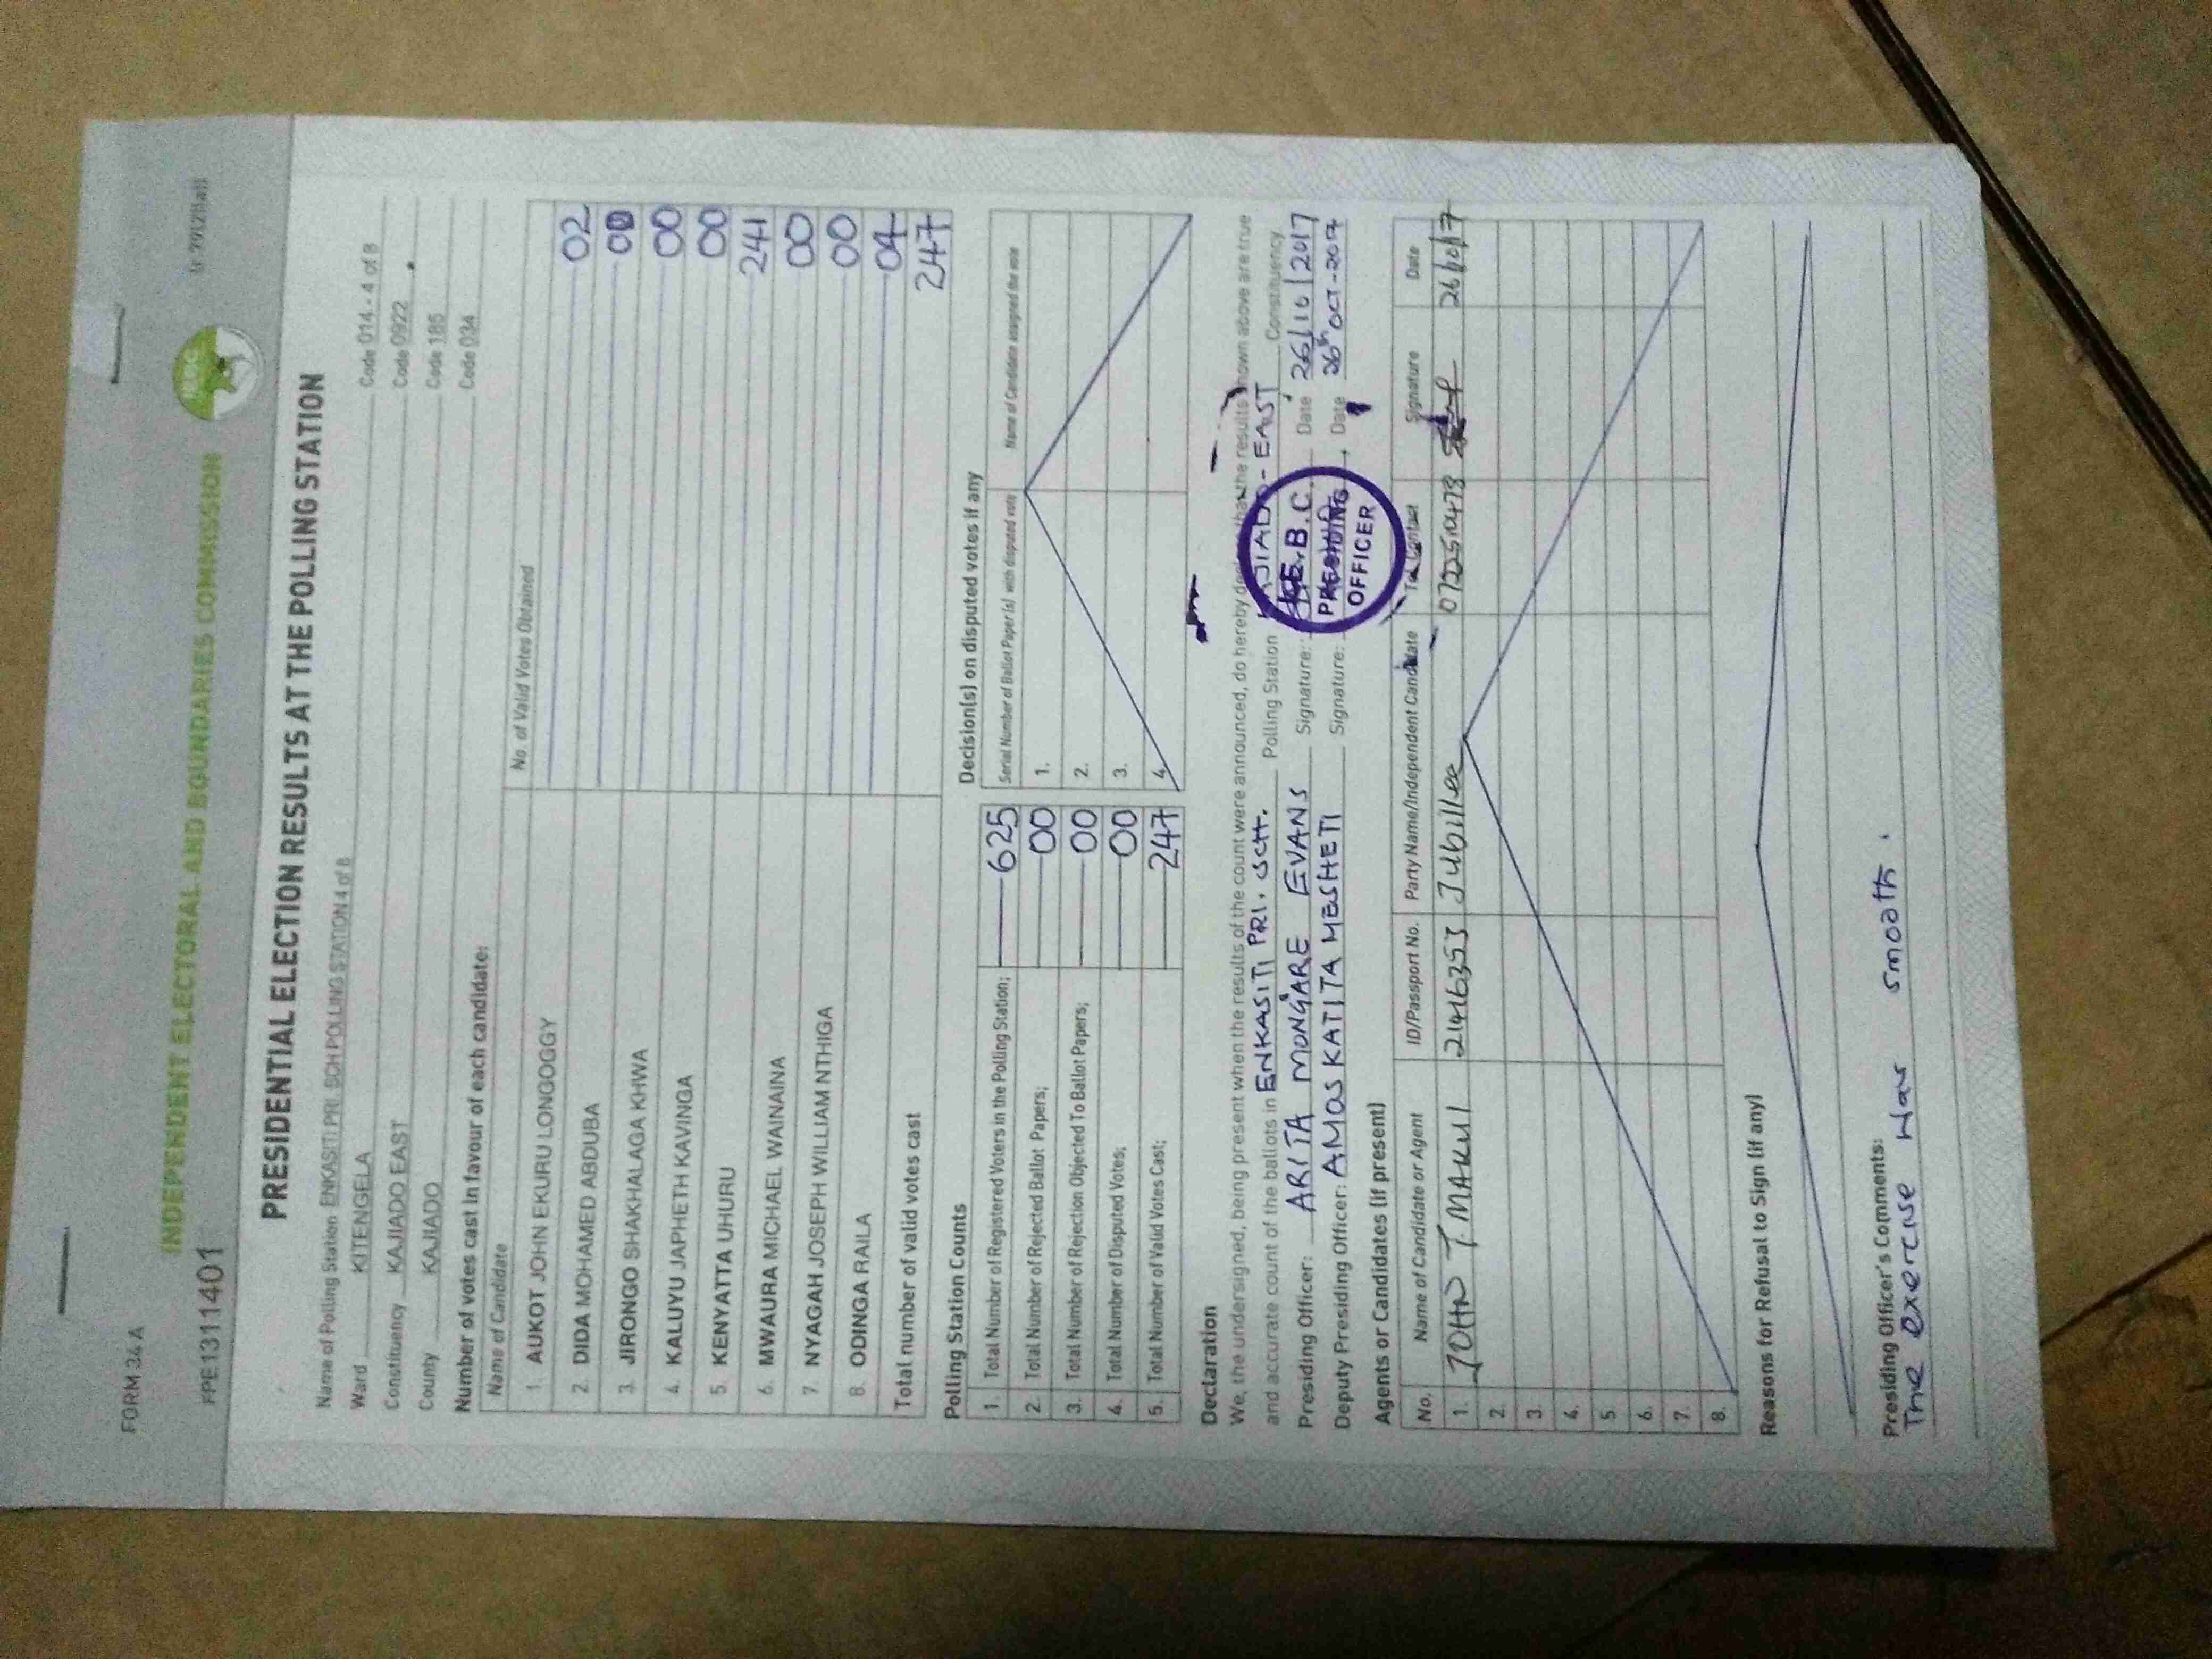 FORM 34A
INDEPENDENT ELECTORAL AND BOUNDARIES COMMISSION
IEBC
PPE1311401
PRESIDENTIAL ELECTION RESULTS AT THE POLLING STATION
Name of Polling Station ENKASITI PRI SCH POLLING STATION 4 of 8 Code 014 - 4 of 8
Ward KITENGELA Code 0922
Constituency KAJIADO EAST Code 185
County KAJIADO Code 034
Number of votes cast in favour of each candidate:
Name of Candidate No. of Valid Votes Obtained
1. AUKOT JOHN EKURU LONGOGGY 02
2. DIDA MOHAMED ABDUBA 00
3. JIRONGO SHAKHALAGA KHWA 00
4. KALUYU JAPHETH KAVINGA 00
5. KENYATTA UHURU 241
6. MWAURA MICHAEL WAINAINA 00
7. NYAGAH JOSEPH WILLIAM NTHIGA 00
8. ODINGA RAILA 04
Total number of valid votes cast 247
Polling Station Counts
1. Total Number of Registered Voters in the Polling Station; 625
2. Total Number of Rejected Ballot Papers; 00
3. Total Number of Rejection Objected To Ballot Papers; 00
4. Total Number of Disputed Votes; 00
5. Total Number of Valid Votes Cast; 247
Decision(s) on disputed votes if any
Serial Number of Ballot Paper (s) with disputed vote Name of Candidate assigned the vote
1.
2.
3.
4.
Declaration
We, the undersigned, being present when the results of the count were announced, do hereby declare that the results shown above are true
and accurate count of the ballots in ENKASITI PRI. SCH. Polling Station KAJIADO - EAST Constituency.
Presiding Officer: ARITA MONGARE EVANS Signature: Date 26/10/2017
Deputy Presiding Officer: AMOS KATITA MESHETI Signature: Date 26th OCT-2017
I.E.B.C.
PRESIDING
OFFICER
Agents or Candidates (if present)
No. Name of Candidate or Agent ID/Passport No. Party Name/Independent Candidate Tel. Contact Signature Date
1. JOHN T. MAKUI 21416353 Jubillee 26/10/17
2.
3.
4.
5
6.
7.
8.
Reasons for Refusal to Sign (if any)
Presiding Officer's Comments:
The exercise was smooth.